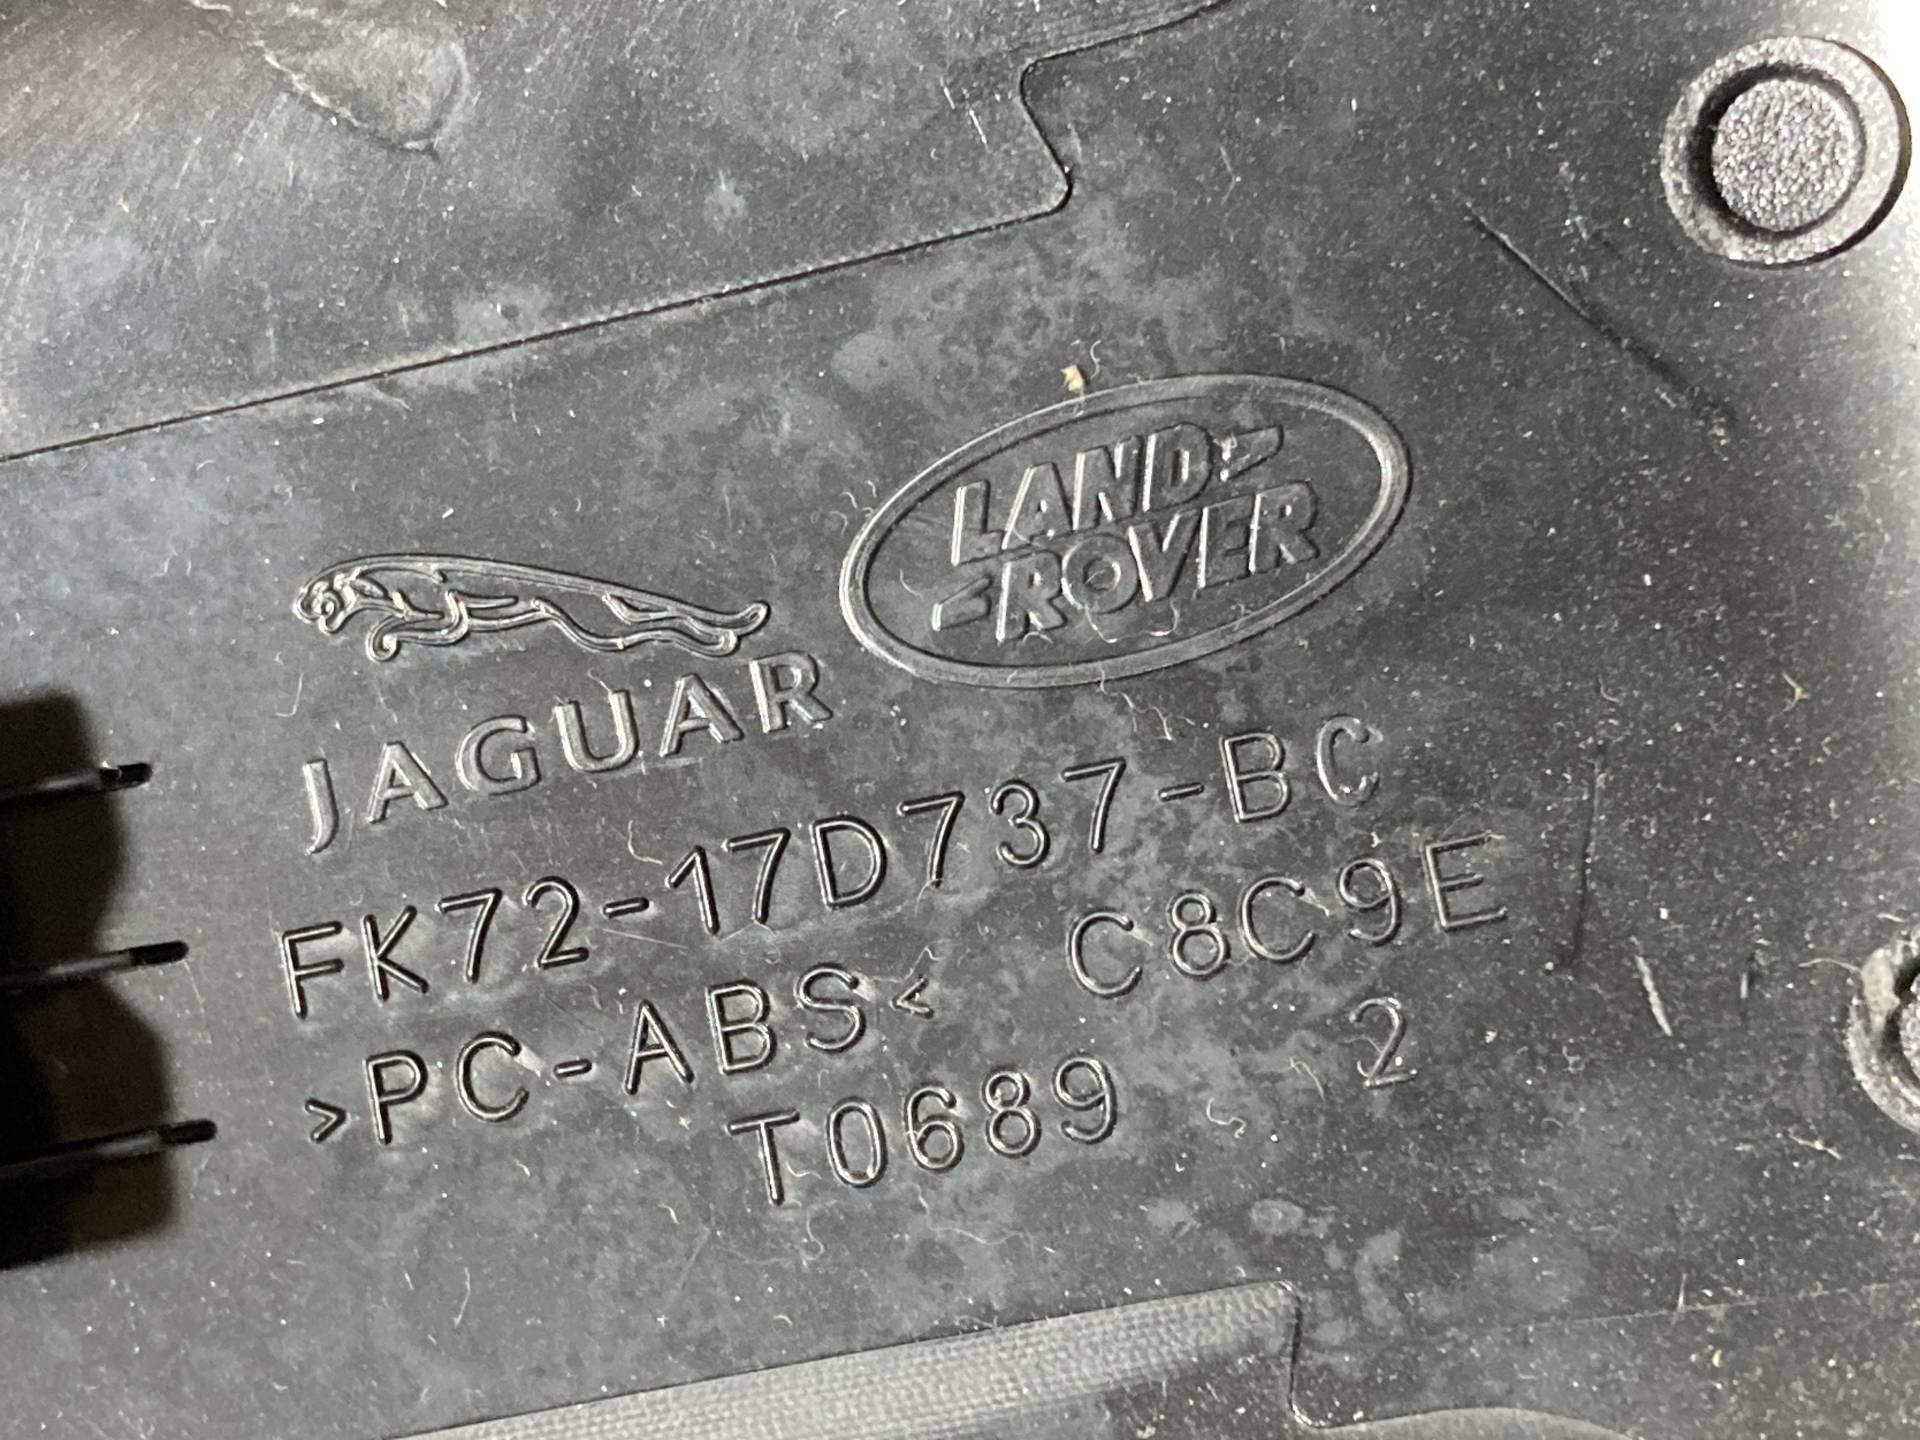 LAND
ROVER
JAGUAR
FK72-17D737-BC
>PC-ABS< C8C9E
T0689 2